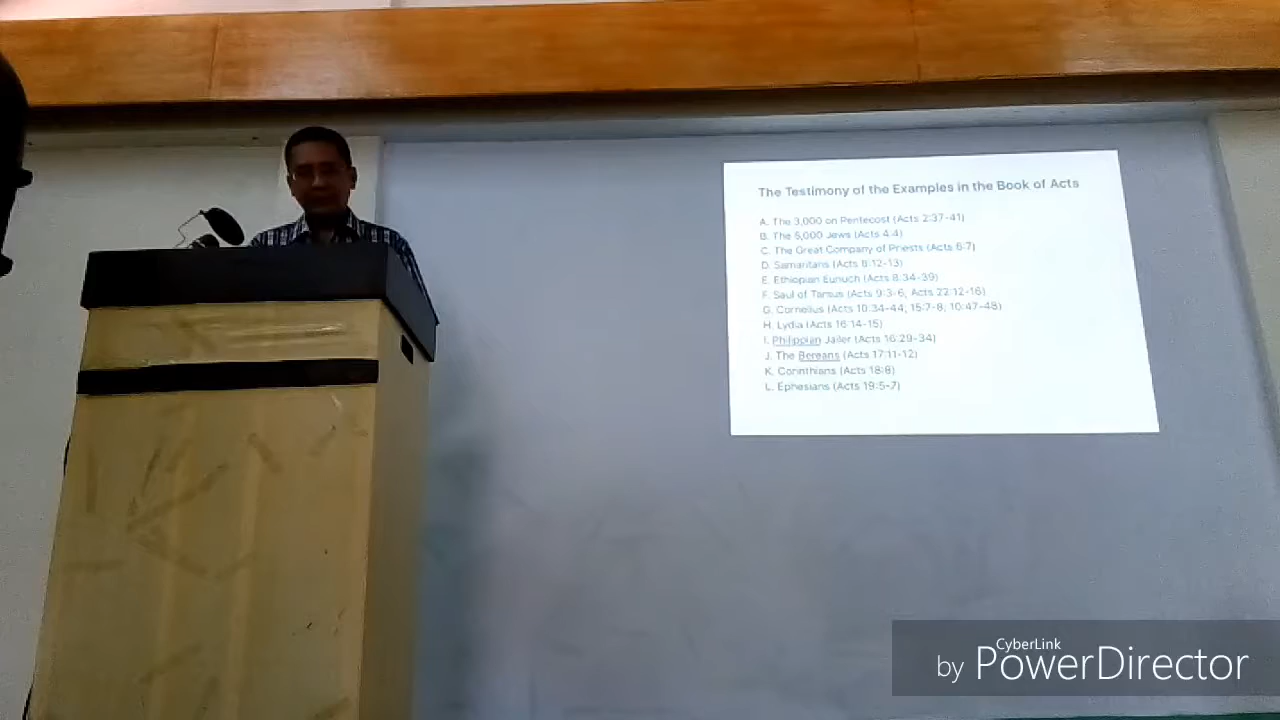 The Testimony of the Examples in the Book of Acts
A. The 3,000 on Pentecost (Acts 2:37-41)
B. The 5,000 Jews (Acts 4:4)
C. The Great Company of Priests (Acts 6:7)
D. Samaritans (Acts 8:12-13)
E. Ethiopian Eunuch (Acts 8:34-39)
F. Saul of Tarsus (Acts 9:3-6, Acts 22:12-16)
G. Cornelius (Acts 10:34-44; 15:7-8; 10:47-48)
H. Lydia (Acts 16:14-15)
I. Philippian Jailer (Acts 16:29-34)
J. The Bereans (Acts 17:11-12)
K. Corinthians (Acts 18:8)
L. Ephesians (Acts 19:5-7)
CyberLink
by PowerDirector